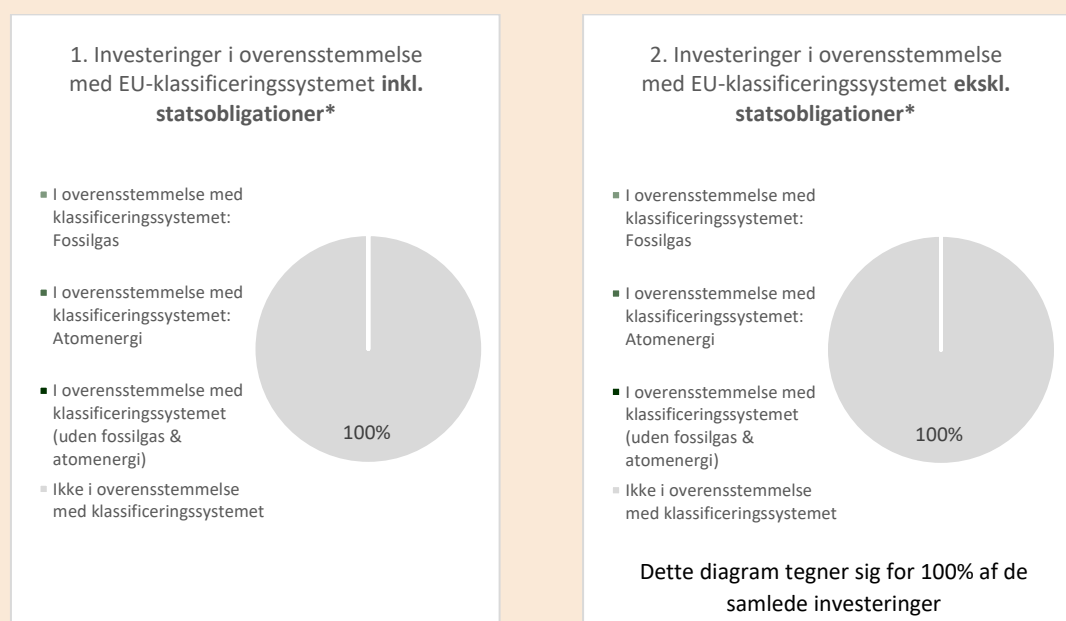 1. Investeringer i overensstemmelse
med EU-klassificeringssystemet inkl.
statsobligationer*
I overensstemmelse med
klassificeringssystemet:
Fossilgas
I overensstemmelse med
klassificeringssystemet:
Atomenergi
I overensstemmelse med
klassificeringssystemet
(uden fossilgas &
atomenergi)
Ikke i overensstemmelse
med klassificeringssystemet
100%
2. Investeringer i overensstemmelse
med EU-klassificeringssystemet ekskl.
statsobligationer*
I overensstemmelse med
klassificeringssystemet:
Fossilgas
I overensstemmelse med
klassificeringssystemet:
Atomenergi
I overensstemmelse med
klassificeringssystemet
(uden fossilgas &
atomenergi)
Ikke i overensstemmelse
med klassificeringssystemet
100%
Dette diagram tegner sig for 100% af de
samlede investeringer